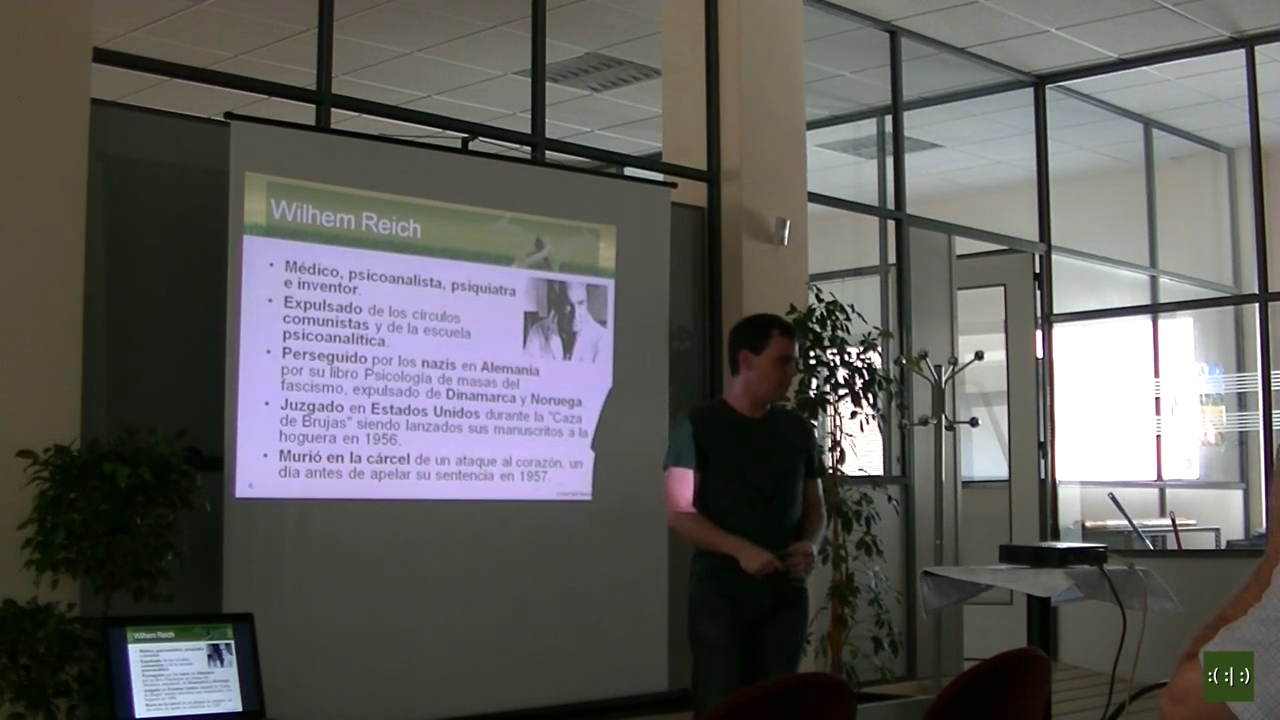 Wilhem Reich
• Médico, psicoanalista, psiquiatra
e inventor.
• Expulsado de los círculos
comunistas y de la escuela
psicoanalítica.
• Perseguido por los nazis en Alemania
por su libro Psicología de masas del
fascismo, expulsado de Dinamarca y Noruega.
• Juzgado en Estados Unidos durante la "Caza
de Brujas" siendo lanzados sus manuscritos a la
hoguera en 1956.
• Murió en la cárcel de un ataque al corazón, un
día antes de apelar su sentencia en 1957.
Wilhem Reich
:(:|:)